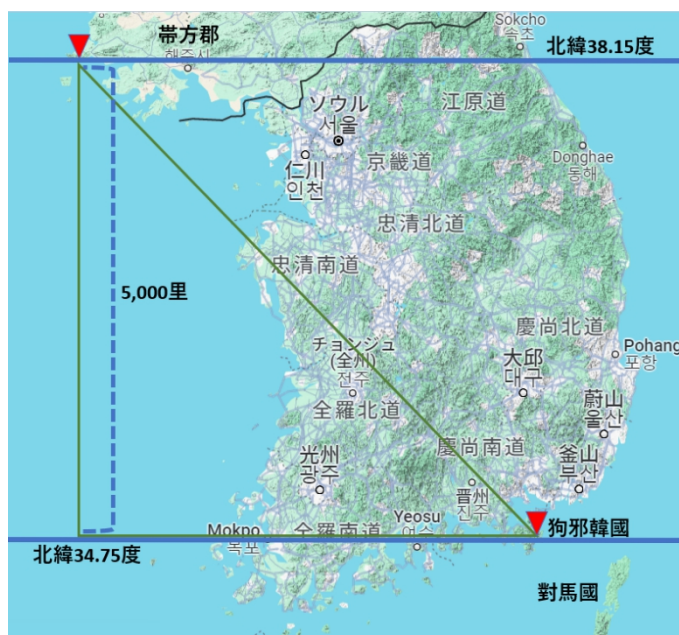 Sokcho
속초
帯方郡
해주시
北緯38.15度
ソウル
서울
江原道
仁川
인천
京畿道
Donghae
동해
忠清北道
忠清南道
5,000里
チョンジュ
(全州)
전주
慶尚北道
Pohang
포항
大邱
대구
全羅北道
蔚山
울산
慶尚南道
光州
광주
釜山
부산
晋州
진주
Mokpo
목포
全羅南道
Yeosu
여수
狗邪韓國
北緯34.75度
對馬國